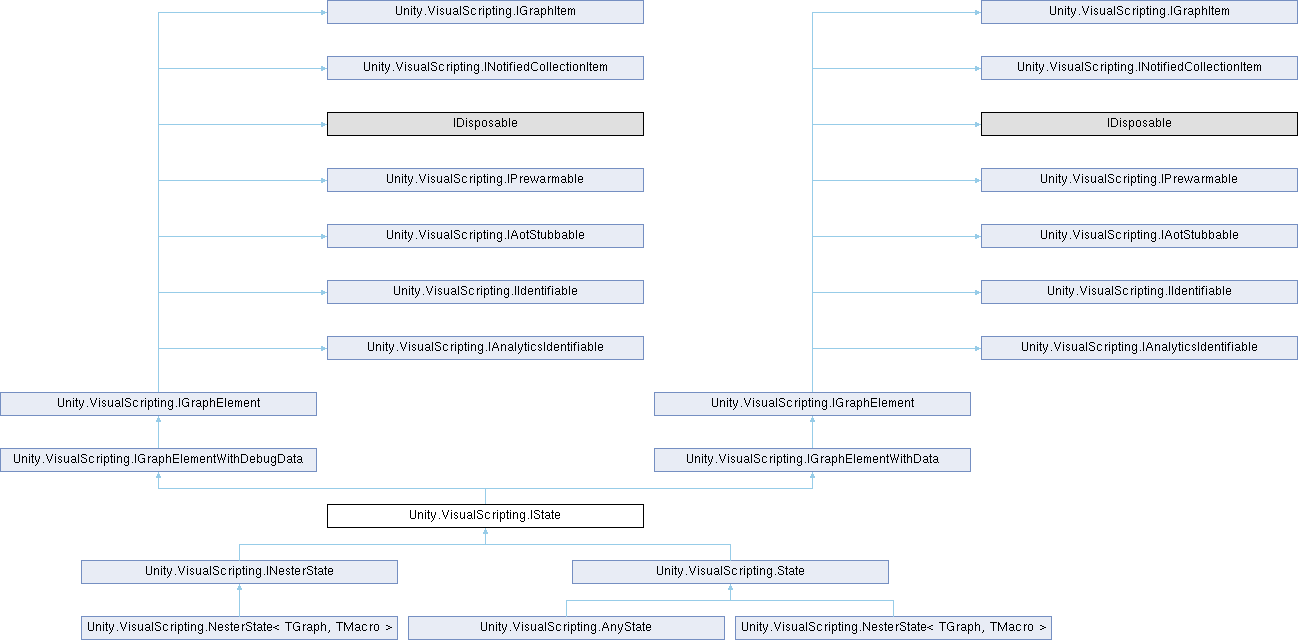 Unity.VisualScripting.IGraphItem
Unity.VisualScripting.IGraphItem
Unity.VisualScripting.INotifiedCollectionItem
Unity.VisualScripting.INotifiedCollectionItem
IDisposable
IDisposable
Unity.VisualScripting.IPrewarmable
Unity.VisualScripting.IPrewarmable
Unity.VisualScripting.IAotStubbable
Unity.VisualScripting.IAotStubbable
Unity.VisualScripting.IIdentifiable
Unity.VisualScripting.IIdentifiable
Unity.VisualScripting.IAnalyticsIdentifiable
Unity.VisualScripting.IAnalyticsIdentifiable
Unity.VisualScripting.IGraphElement
Unity.VisualScripting.IGraphElement
Unity.VisualScripting.IGraphElementWithDebugData
Unity.VisualScripting.IGraphElementWithData
Unity.VisualScripting.IState
Unity.VisualScripting.INesterState
Unity.VisualScripting.State
Unity.VisualScripting.NesterState< TGraph, TMacro >
Unity.VisualScripting.AnyState
Unity.VisualScripting.NesterState< TGraph, TMacro >